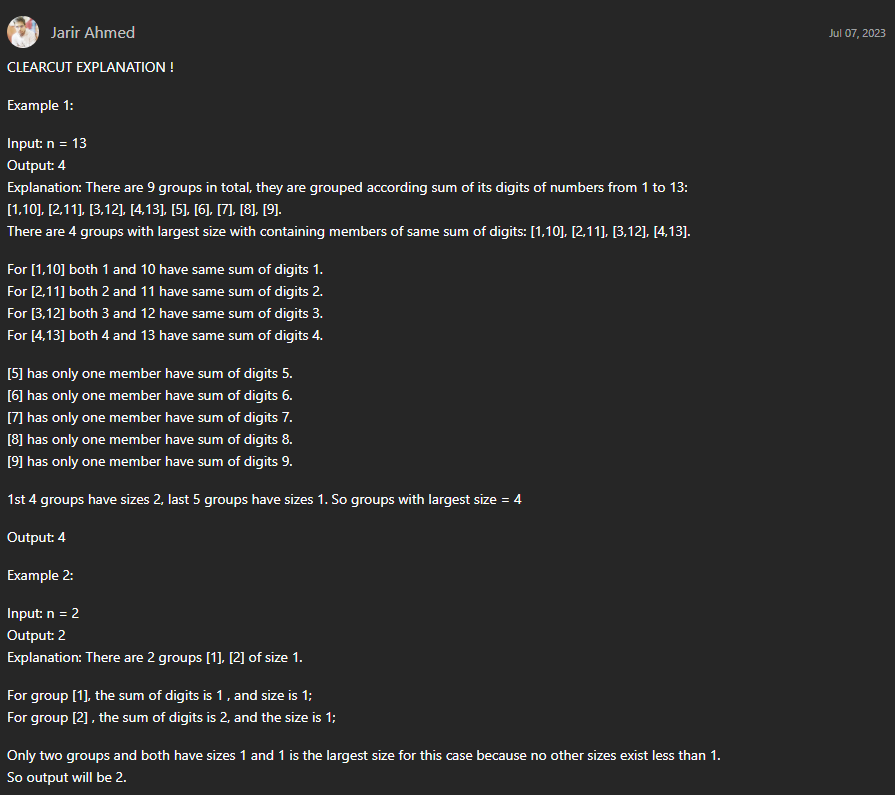 Jarir Ahmed
Jul 07, 2023
CLEARCUT EXPLANATION !
Example 1:
Input: n = 13
Output: 4
Explanation: There are 9 groups in total, they are grouped according sum of its digits of numbers from 1 to 13:
[1,10], [2,11], [3,12], [4,13], [5], [6], [7], [8], [9].
There are 4 groups with largest size with containing members of same sum of digits: [1,10], [2,11], [3,12], [4,13].
For [1,10] both 1 and 10 have same sum of digits 1.
For [2,11] both 2 and 11 have same sum of digits 2.
For [3,12] both 3 and 12 have same sum of digits 3.
For [4,13] both 4 and 13 have same sum of digits 4.
[5] has only one member have sum of digits 5.
[6] has only one member have sum of digits 6.
[7] has only one member have sum of digits 7.
[8] has only one member have sum of digits 8.
[9] has only one member have sum of digits 9.
1st 4 groups have sizes 2, last 5 groups have sizes 1. So groups with largest size = 4
Output: 4
Example 2:
Input: n = 2
Output: 2
Explanation: There are 2 groups [1], [2] of size 1.
For group [1], the sum of digits is 1 , and size is 1;
For group [2] , the sum of digits is 2, and the size is 1;
Only two groups and both have sizes 1 and 1 is the largest size for this case because no other sizes exist less than 1.
So output will be 2.